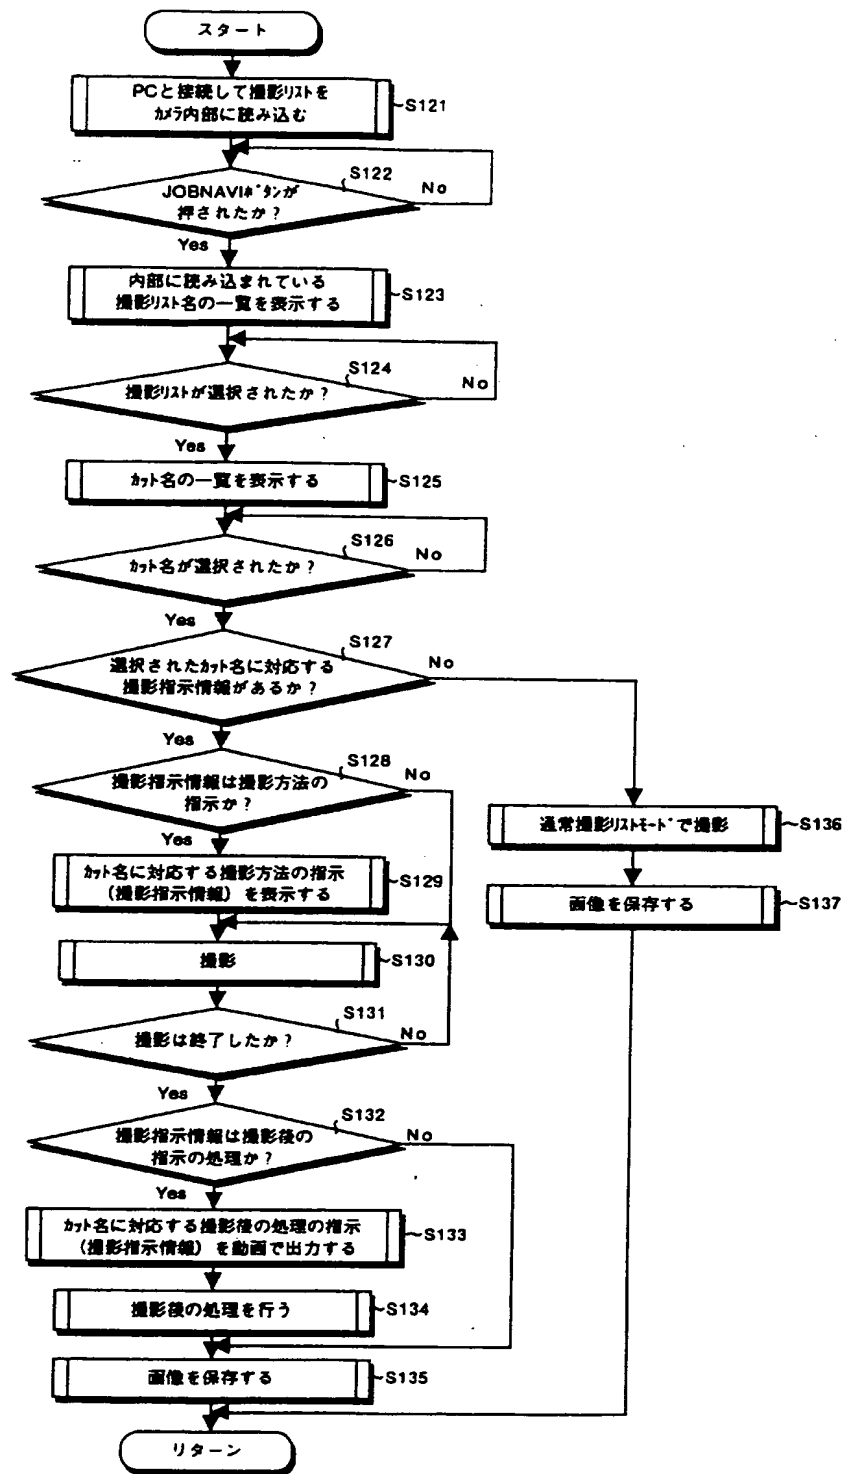 スタート
PCと接続して撮影リストを
カメラ内部に読み込む
S121
S122
JOBNAVIボタンが
押されたか？
No
Yes
内部に読み込まれている
撮影リスト名の一覧を表示する
S123
S124
撮影リストが選択されたか？
No
Yes
カット名の一覧を表示する
S125
S126
カット名が選択されたか？
No
Yes
S127
選択されたカット名に対応する
撮影指示情報があるか？
No
Yes
S128
撮影指示情報は撮影方法の
指示か？
No
Yes
カット名に対応する撮影方法の指示
（撮影指示情報）を表示する
S129
通常撮影リストモードで撮影
S136
画像を保存する
S137
撮影
S130
S131
撮影は終了したか？
No
Yes
S132
撮影指示情報は撮影後の
指示の処理か？
No
Yes
カット名に対応する撮影後の処理の指示
（撮影指示情報）を動画で出力する
S133
撮影後の処理を行う
S134
画像を保存する
S135
リターン